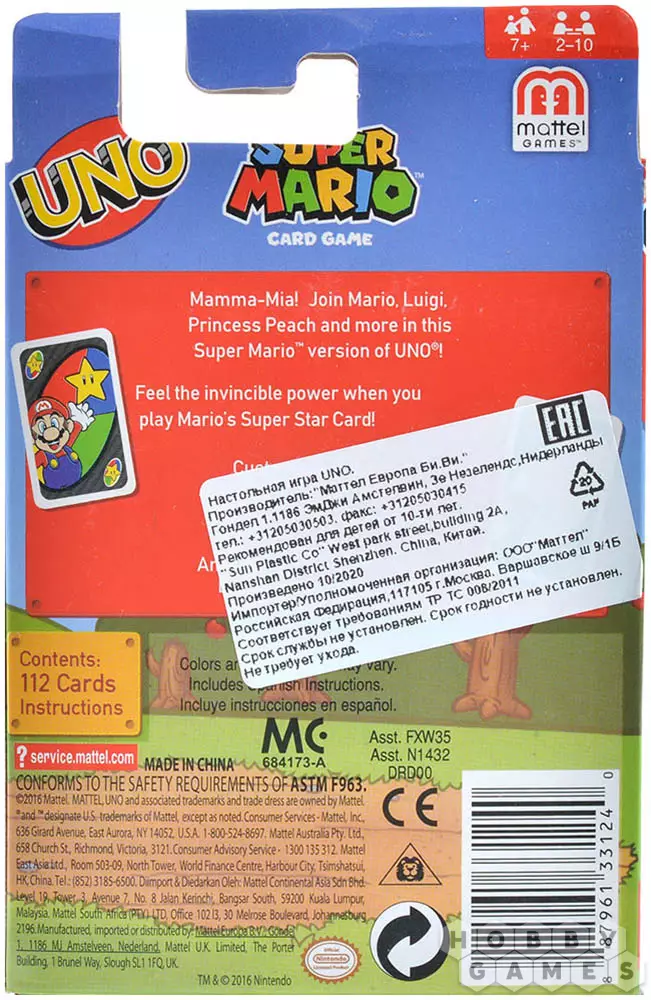 7+ 2-10
mattel
GAMES™
UNO
SUPER
MARIO™
CARD GAME
Mamma-Mia! Join Mario, Luigi,
Princess Peach and more in this
Super Mario™ version of UNO®!
Feel the invincible power when you
play Mario's Super Star Card!
EAC
Настольная игра UNO.
Производитель:"Маттел Европа Би.Ви."
Гондел 1,1186 ЭмДжи Амстелвин, Зе Незелендс,Нидерланды
тел.: +31205030503, факс: +31205030415
Рекомендован для детей от 10-ти лет.
"Sun Plastic Co" West park street,building 2A,
Nanshan District Shenzhen. China, Китай.
Произведено 10/2020
Импортер/уполномоченная организация: ООО"Маттел"
Российская Федерация,117105 г.Москва. Варшавское ш 9/1Б
Соответствует требованиям ТР ТС 008/2011
Срок службы не установлен. Срок годности не установлен.
Не требует ухода.
20
PAP
Contents:
112 Cards
Instructions
Colors may vary.
Includes Spanish Instructions.
Incluye instrucciones en español.
MC
684173-A
Asst. FXW35
Asst. N1432
DRD00
? service.mattel.com
MADE IN CHINA
CONFORMS TO THE SAFETY REQUIREMENTS OF ASTM F963.
©2016 Mattel. MATTEL, UNO and associated trademarks and trade dress are owned by Mattel.
® and ™ designate U.S. trademarks of Mattel, except as noted. Consumer Services - Mattel, Inc.,
636 Girard Avenue, East Aurora, NY 14052, U.S.A. 1-800-524-8697. Mattel Australia Pty. Ltd.,
658 Church St., Richmond, Victoria, 3121.Consumer Advisory Service - 1300 135 312. Mattel
East Asia Ltd., Room 503-09, North Tower, World Finance Centre, Harbour City, Tsimshatsui,
HK, China. Tel.: (852) 3185-6500. Diimport & Diedarkan Oleh: Mattel Continental Asia Sdn Bhd.
Level 19, Tower 3, Avenue 7, No. 8 Jalan Kerinchi, Bangsar South, 59200 Kuala Lumpur,
Malaysia. Mattel South Africa (PTY) LTD, Office 102 I3, 30 Melrose Boulevard, Johannesburg
2196. Manufactured, imported or distributed by: Mattel Europa B.V., Gondel
1, 1186 MJ Amstelveen, Nederland. Mattel U.K. Limited, The Porter
Building, 1 Brunel Way, Slough SL1 1FQ, UK.
TM & © 2016 Nintendo
CE
Official
Nintendo
Licensed Product
8 87961 33124 0
HOBBY
GAMES